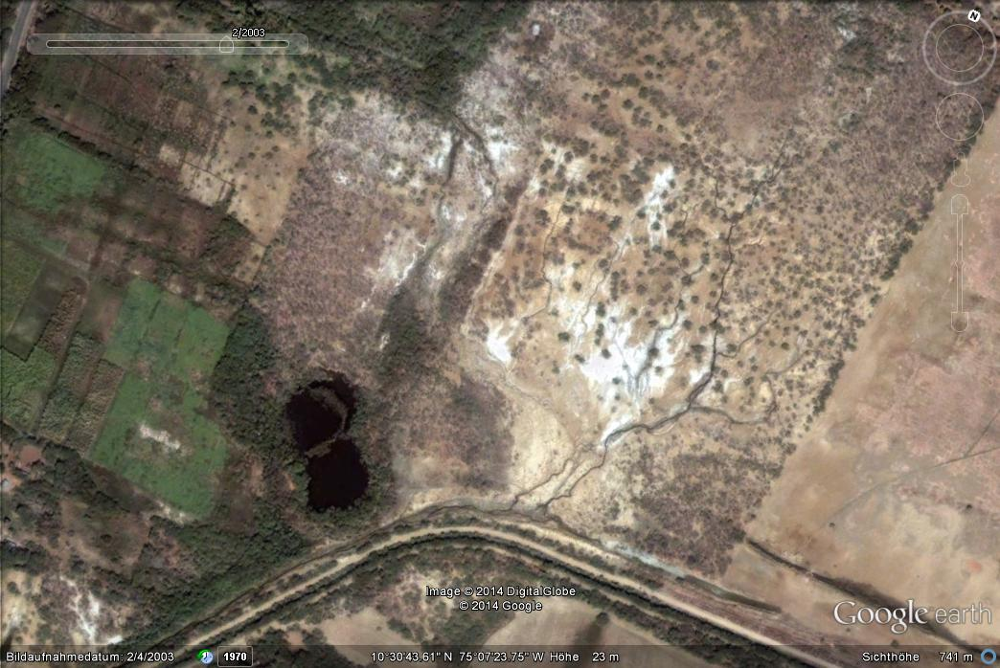 2/2003
N
Image © 2014 DigitalGlobe
© 2014 Google
Google earth
Bildaufnahmedatum: 2/4/2003 1970 10°30'43.61" N 75°07'23.75" W Höhe 23 m Sichthöhe 741 m